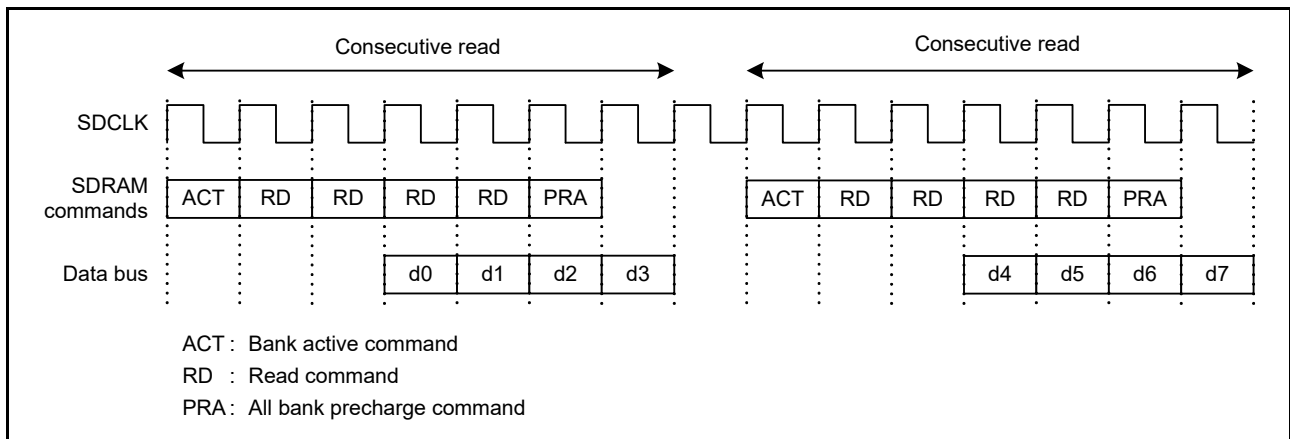 Consecutive read Consecutive read
SDCLK
SDRAM commands ACT RD RD RD RD PRA ACT RD RD RD RD PRA
Data bus d0 d1 d2 d3 d4 d5 d6 d7
ACT : Bank active command
RD : Read command
PRA : All bank precharge command